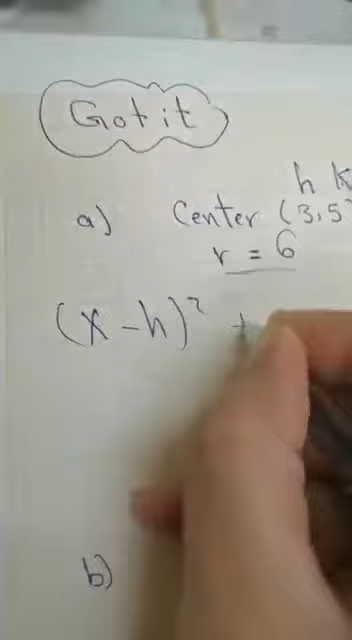 Got it
h k
a) Center (3,5)
r = 6
(x - h)² +
b)